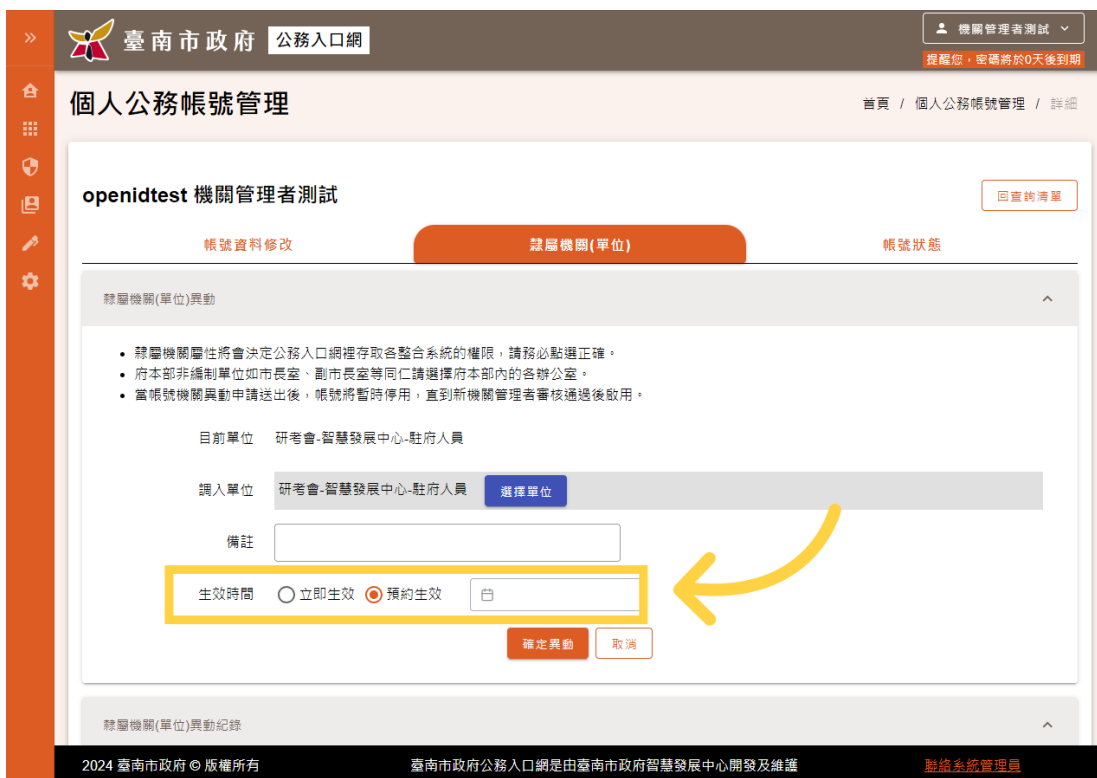 臺南市政府 公務入口網
機關管理者測試
提醒您，密碼將於0天後到期
個人公務帳號管理
首頁 / 個人公務帳號管理 / 詳細
openidtest 機關管理者測試
回查詢清單
帳號資料修改
隸屬機關(單位)
帳號狀態
隸屬機關(單位)異動
隸屬機關屬性將會決定公務入口網裡存取各整合系統的權限，請務必點選正確。
府本部非編制單位如市長室、副市長室等同仁請選擇府本部內的各辦公室。
當帳號機關異動申請送出後，帳號將暫時停用，直到新機關管理者審核通過後啟用。
目前單位 研考會-智慧發展中心-駐府人員
調入單位 研考會-智慧發展中心-駐府人員 選擇單位
備註
生效時間 立即生效 預約生效
確定異動 取消
隸屬機關(單位)異動紀錄
2024 臺南市政府 © 版權所有 臺南市政府公務入口網是由臺南市政府智慧發展中心開發及維護 聯絡系統管理員